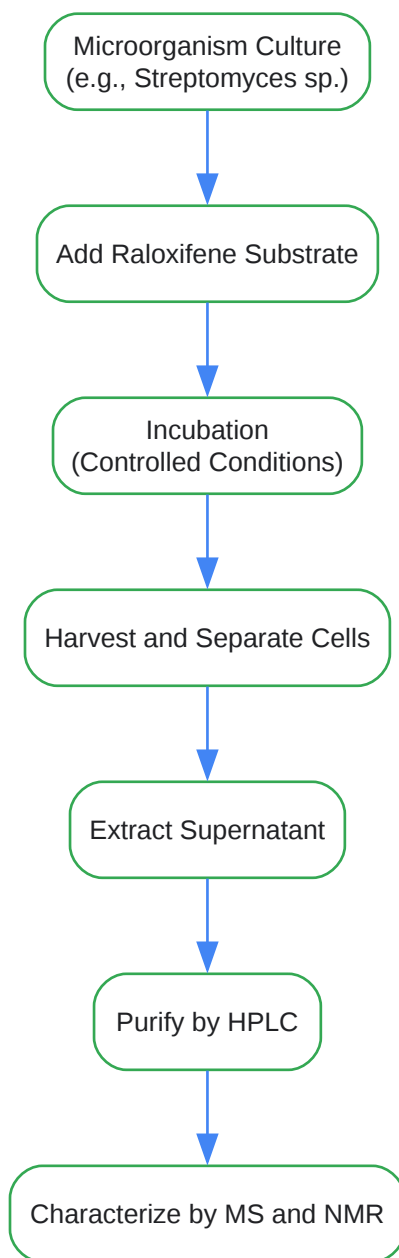 Microorganism Culture
(e.g., Streptomyces sp.)
Add Raloxifene Substrate
Incubation
(Controlled Conditions)
Harvest and Separate Cells
Extract Supernatant
Purify by HPLC
Characterize by MS and NMR